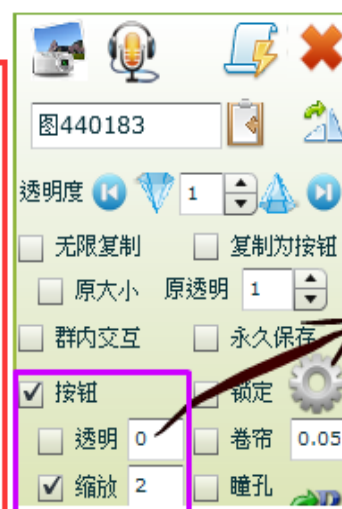 图440183
透明度 1
无限复制 复制为按钮
原大小 原透明 1
群内交互 永久保存
按钮 锁定
透明 0 卷帘 0.05
缩放 2 瞳孔